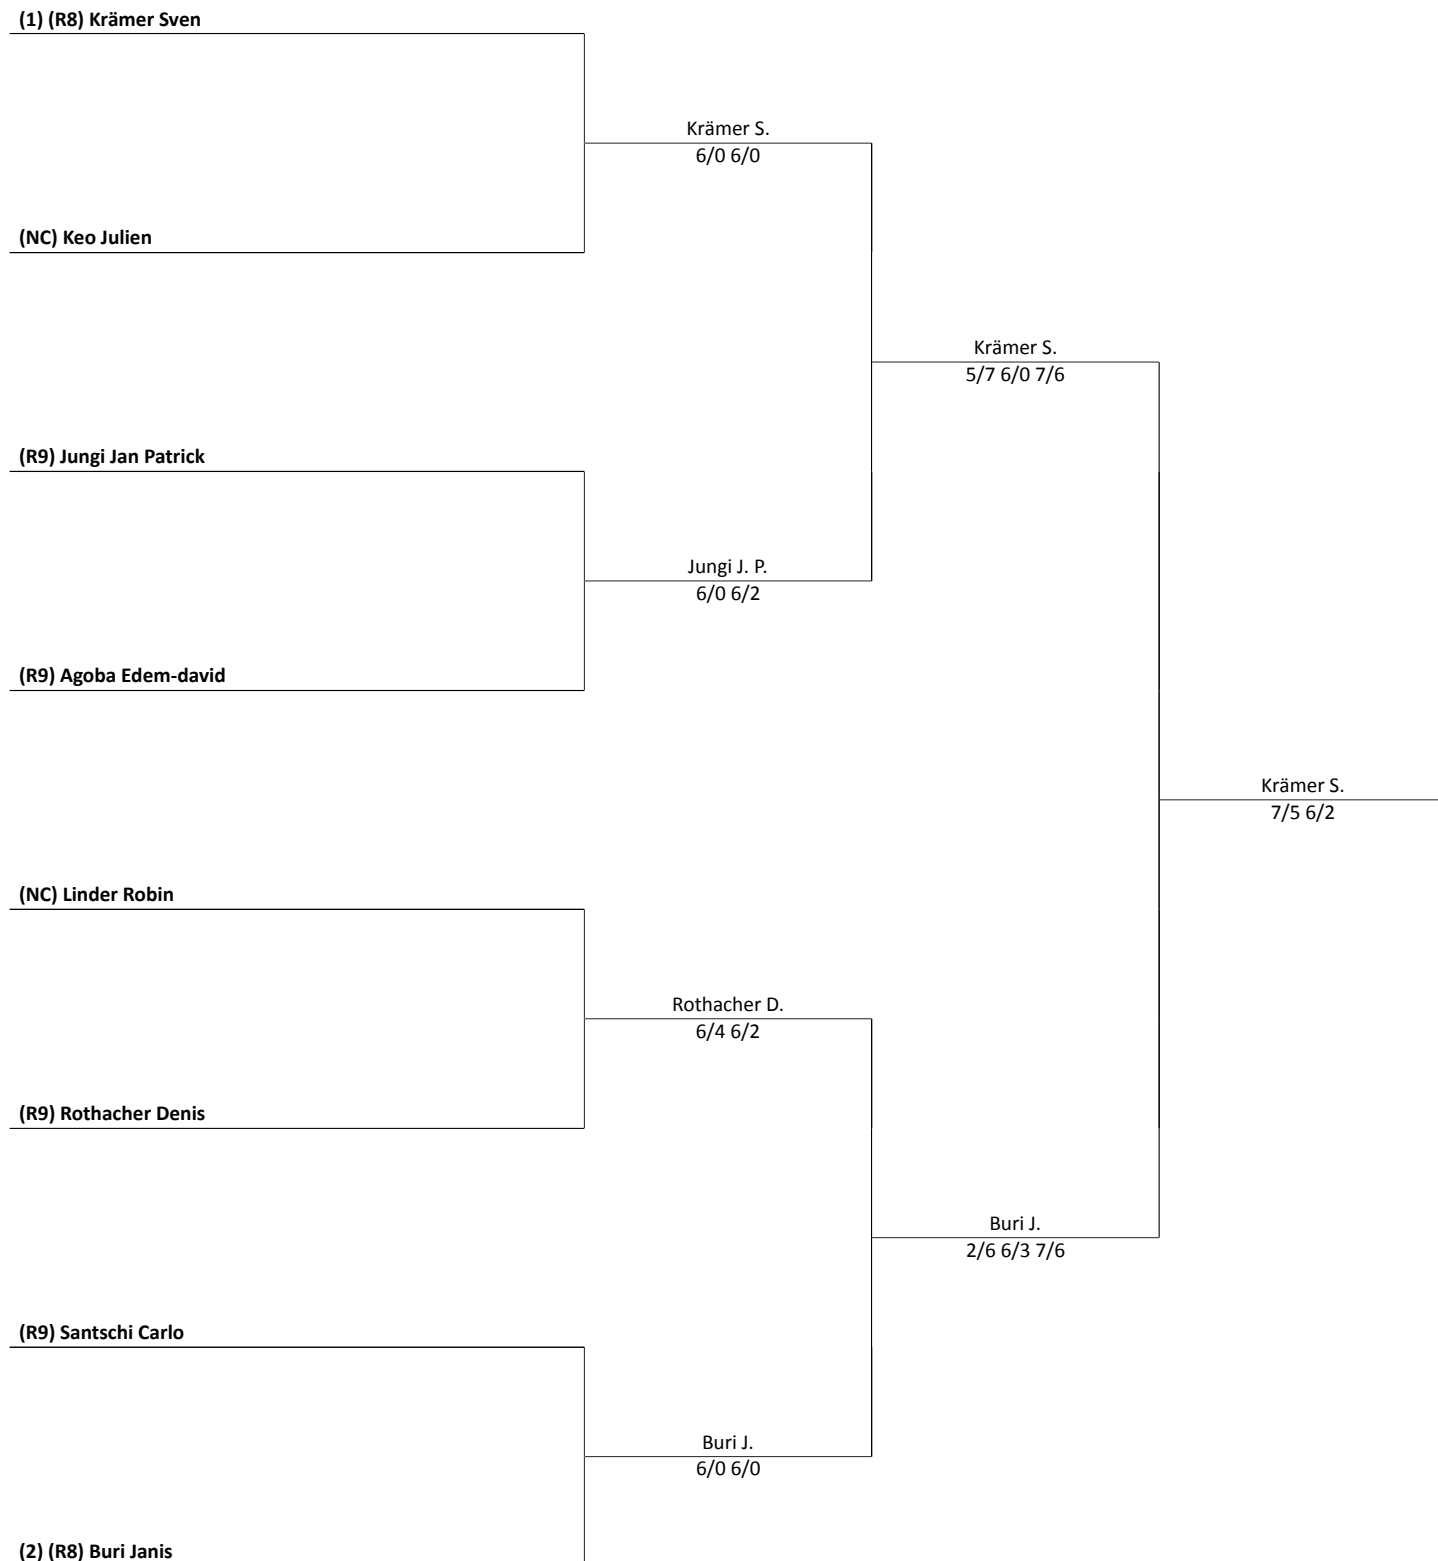 (1) (R8) Krämer Sven
Krämer S.
6/0 6/0
(NC) Keo Julien
Krämer S.
5/7 6/0 7/6
(R9) Jungi Jan Patrick
Jungi J. P.
6/0 6/2
(R9) Agoba Edem-david
Krämer S.
7/5 6/2
(NC) Linder Robin
Rothacher D.
6/4 6/2
(R9) Rothacher Denis
Buri J.
2/6 6/3 7/6
(R9) Santschi Carlo
Buri J.
6/0 6/0
(2) (R8) Buri Janis